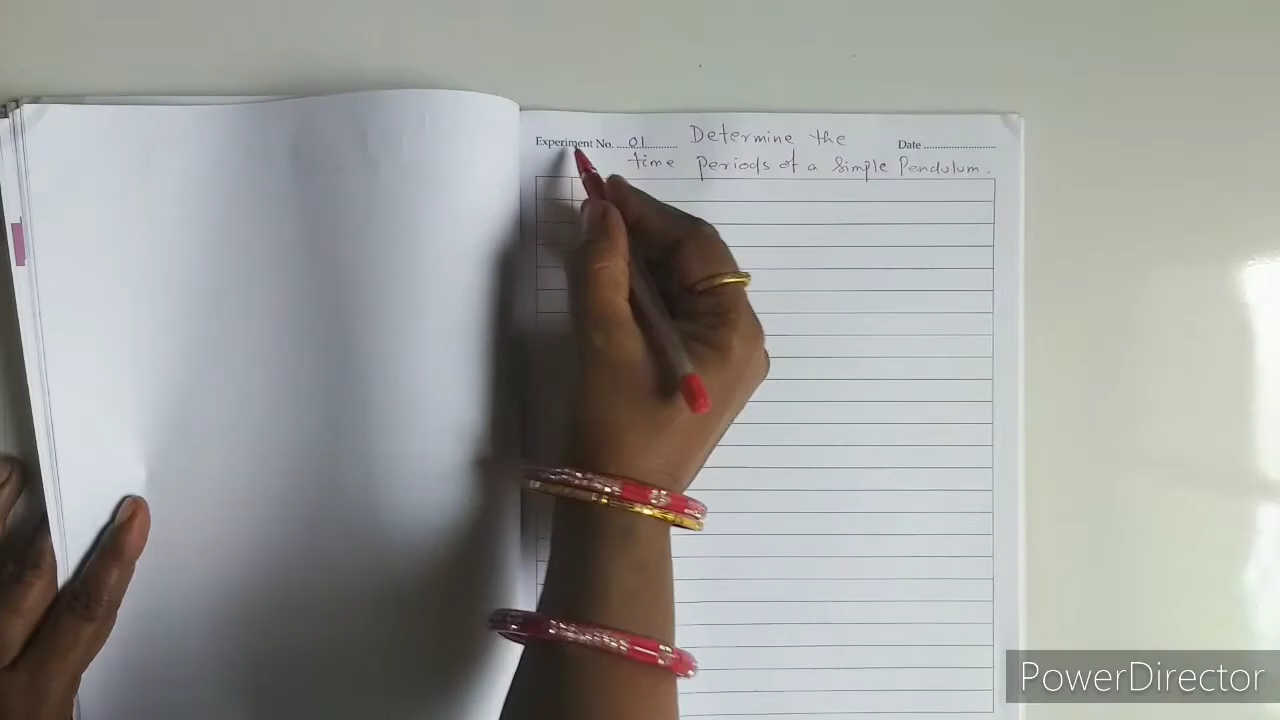 Experiment No. ....01.......... Determine the Date ..........................
time periods of a Simple Pendulum.
PowerDirector